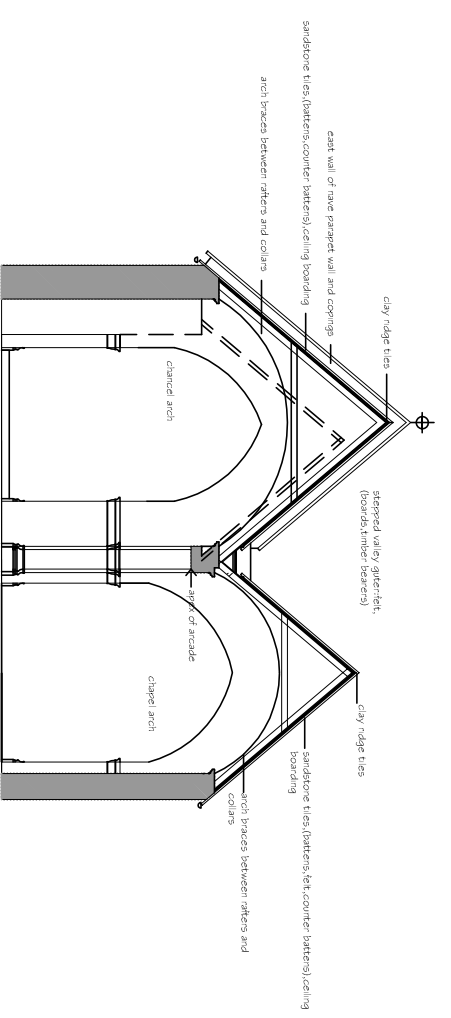 sandstone tiles,(battens,counter battens),ceiling boarding
east wall of nave parapet wall and copings
arch braces between rafters and collars
clay ridge tiles
chancel arch
stepped valley guter:felt,
(boards,timber bearers)
apex of arcade
chapel arch
clay ridge tiles
sandstone tiles,(battens,felt,counter battens),ceiling
boarding
arch braces between rafters and
collars